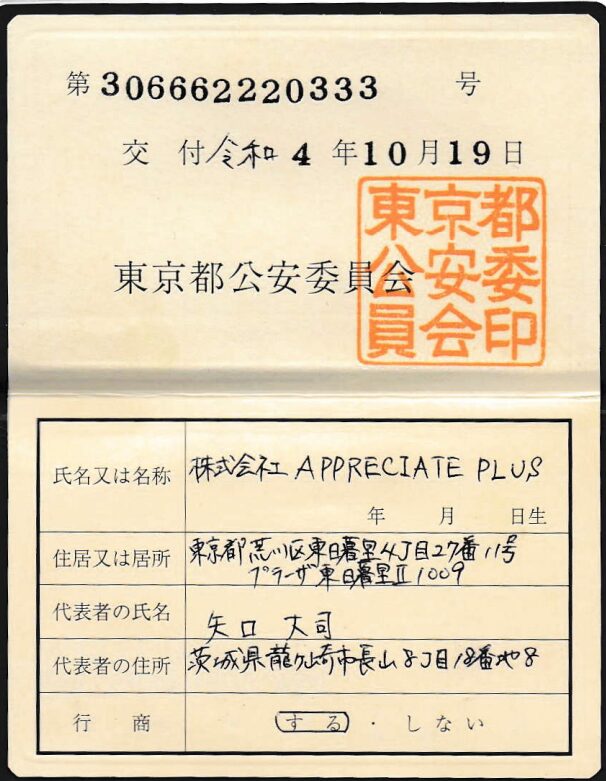 第 306662220333 号
交付 令和 4 年 10 月 19 日
東京都公安委員会
東京都
公安委
員会印
氏名又は名称 株式会社 APPRECIATE PLUS
年 月 日生
住居又は居所 東京都荒川区東日暮里4丁目27番11号
プラーザ東日暮里Ⅱ1009
代表者の氏名 矢口 大司
代表者の住所 茨城県龍ヶ崎市長山8丁目18番地8
行商 する・しない